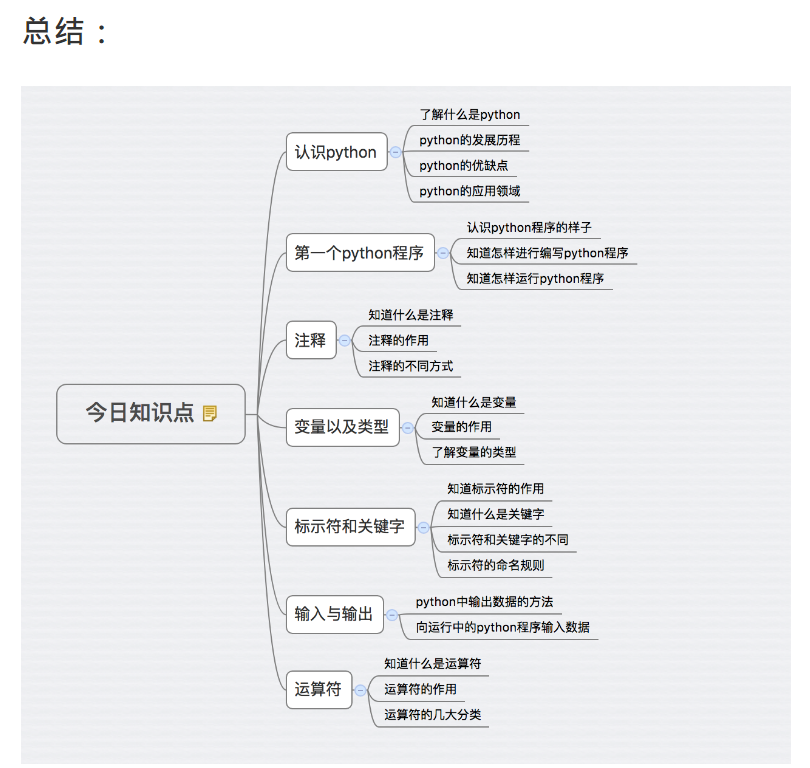 总结：
今日知识点
认识python
了解什么是python
python的发展历程
python的优缺点
python的应用领域
第一个python程序
认识python程序的样子
知道怎样进行编写python程序
知道怎样运行python程序
注释
知道什么是注释
注释的作用
注释的不同方式
变量以及类型
知道什么是变量
变量的作用
了解变量的类型
标示符和关键字
知道标示符的作用
知道什么是关键字
标示符和关键字的不同
标示符的命名规则
输入与输出
python中输出数据的方法
向运行中的python程序输入数据
运算符
知道什么是运算符
运算符的作用
运算符的几大分类